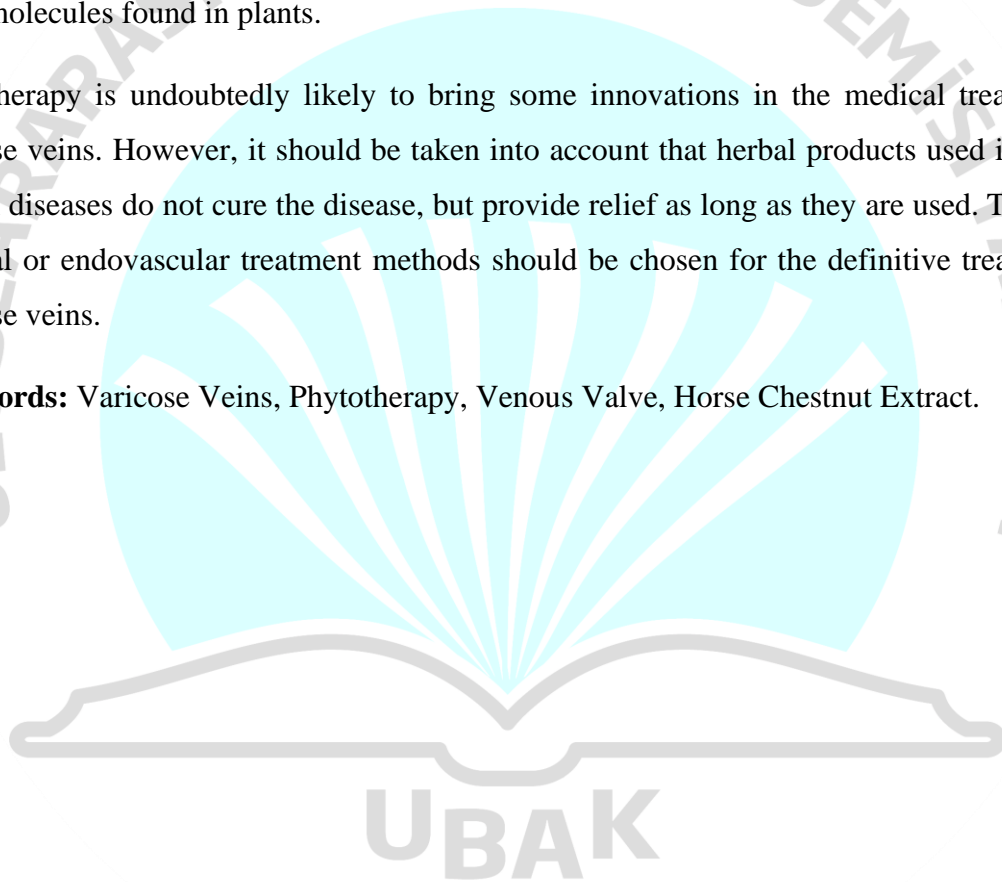 molecules found in plants.
herapy is undoubtedly likely to bring some innovations in the medical trea
se veins. However, it should be taken into account that herbal products used i
diseases do not cure the disease, but provide relief as long as they are used. T
l or endovascular treatment methods should be chosen for the definitive trea
se veins.
ords: Varicose Veins, Phytotherapy, Venous Valve, Horse Chestnut Extract.
UBAK